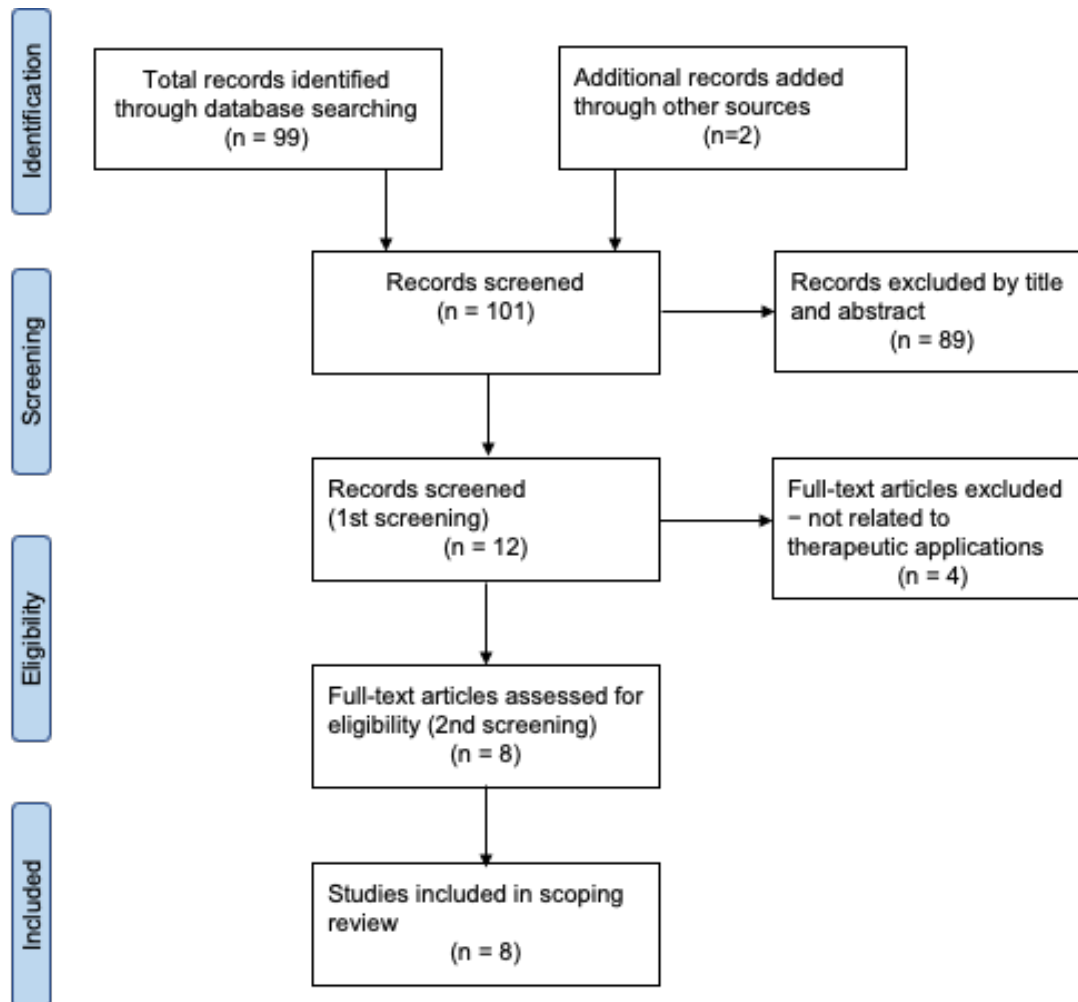 Identification
Total records identified
through database searching
(n = 99)
Additional records added
through other sources
(n=2)
Screening
Records screened
(n = 101)
Records excluded by title
and abstract
(n = 89)
Records screened
(1st screening)
(n = 12)
Full-text articles excluded
− not related to
therapeutic applications
(n = 4)
Eligibility
Full-text articles assessed for
eligibility (2nd screening)
(n = 8)
Included
Studies included in scoping
review
(n = 8)